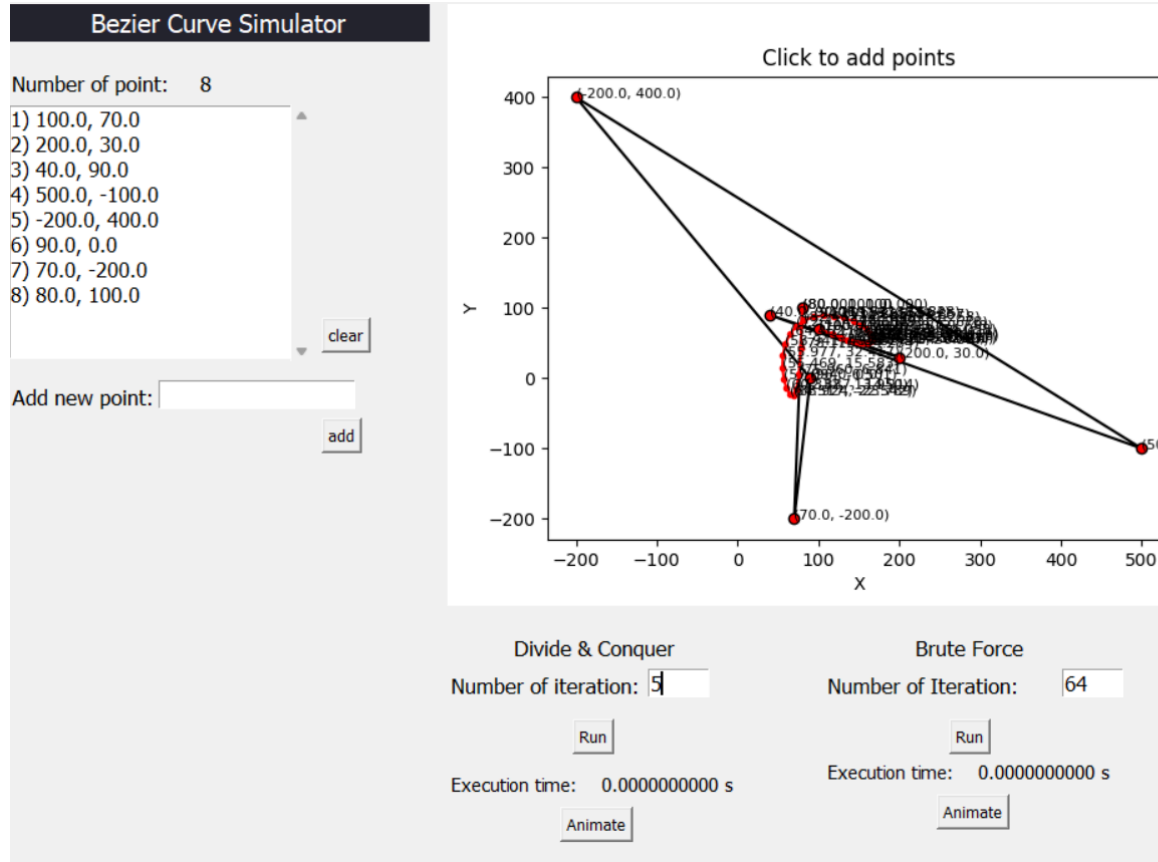 Bezier Curve Simulator
Number of point: 8
1) 100.0, 70.0
2) 200.0, 30.0
3) 40.0, 90.0
4) 500.0, -100.0
5) -200.0, 400.0
6) 90.0, 0.0
7) 70.0, -200.0
8) 80.0, 100.0
clear
Add new point:
add
Click to add points
400
300
200
100
0
−100
−200
Y
(-200.0, 400.0)
(200.0, 30.0)
(70.0, -200.0)
−200 −100 0 100 200 300 400 500
X
Divide & Conquer
Number of iteration: 5
Run
Execution time: 0.0000000000 s
Animate
Brute Force
Number of Iteration: 64
Run
Execution time: 0.0000000000 s
Animate